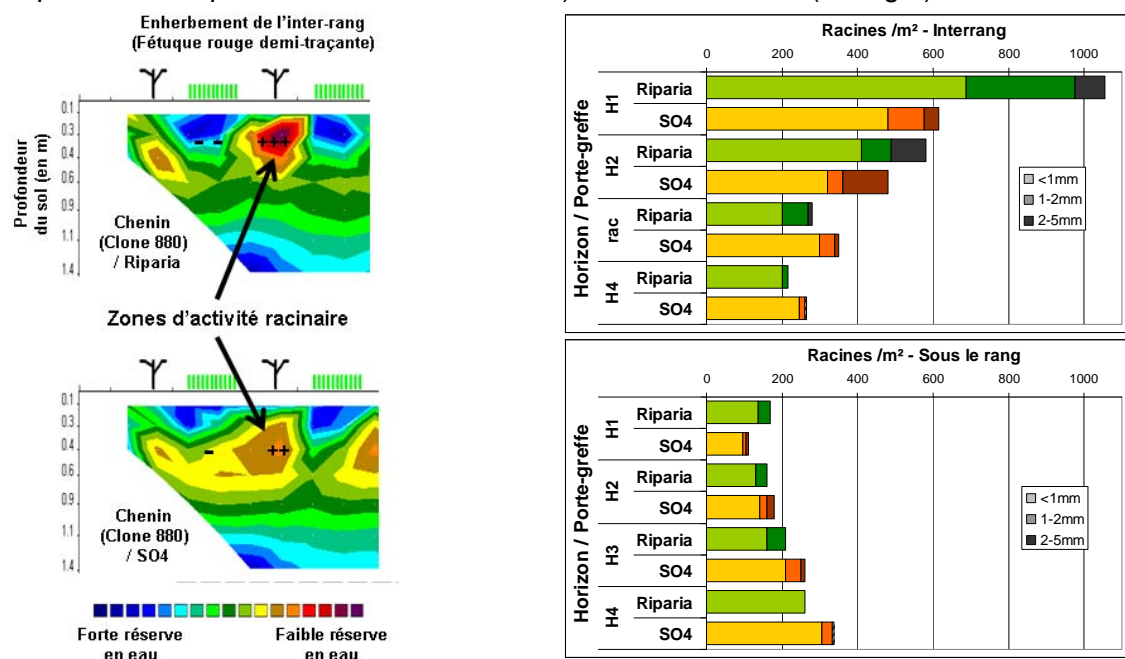 Enherbement de l'inter-rang
(Fétuque rouge demi-traçante)
Profondeur
du sol (en m)
0.1
0.3
0.4
0.6
0.9
1.1
1.4
- -
+++
Chenin
(Clone 880)
/ Riparia
Zones d'activité racinaire
0.1
0.3
0.4
0.6
0.9
1.1
1.4
-
++
Chenin
(Clone 880)
/ SO4
Forte réserve
en eau
Faible réserve
en eau
Racines /m² - Interrang
0 200 400 600 800 1000
Horizon / Porte-greffe
H1
Riparia
SO4
H2
Riparia
SO4
rac
Riparia
SO4
H4
Riparia
SO4
<1mm
1-2mm
2-5mm
Racines /m² - Sous le rang
0 200 400 600 800 1000
Horizon / Porte-greffe
H1
Riparia
SO4
H2
Riparia
SO4
H3
Riparia
SO4
H4
Riparia
SO4
<1mm
1-2mm
2-5mm